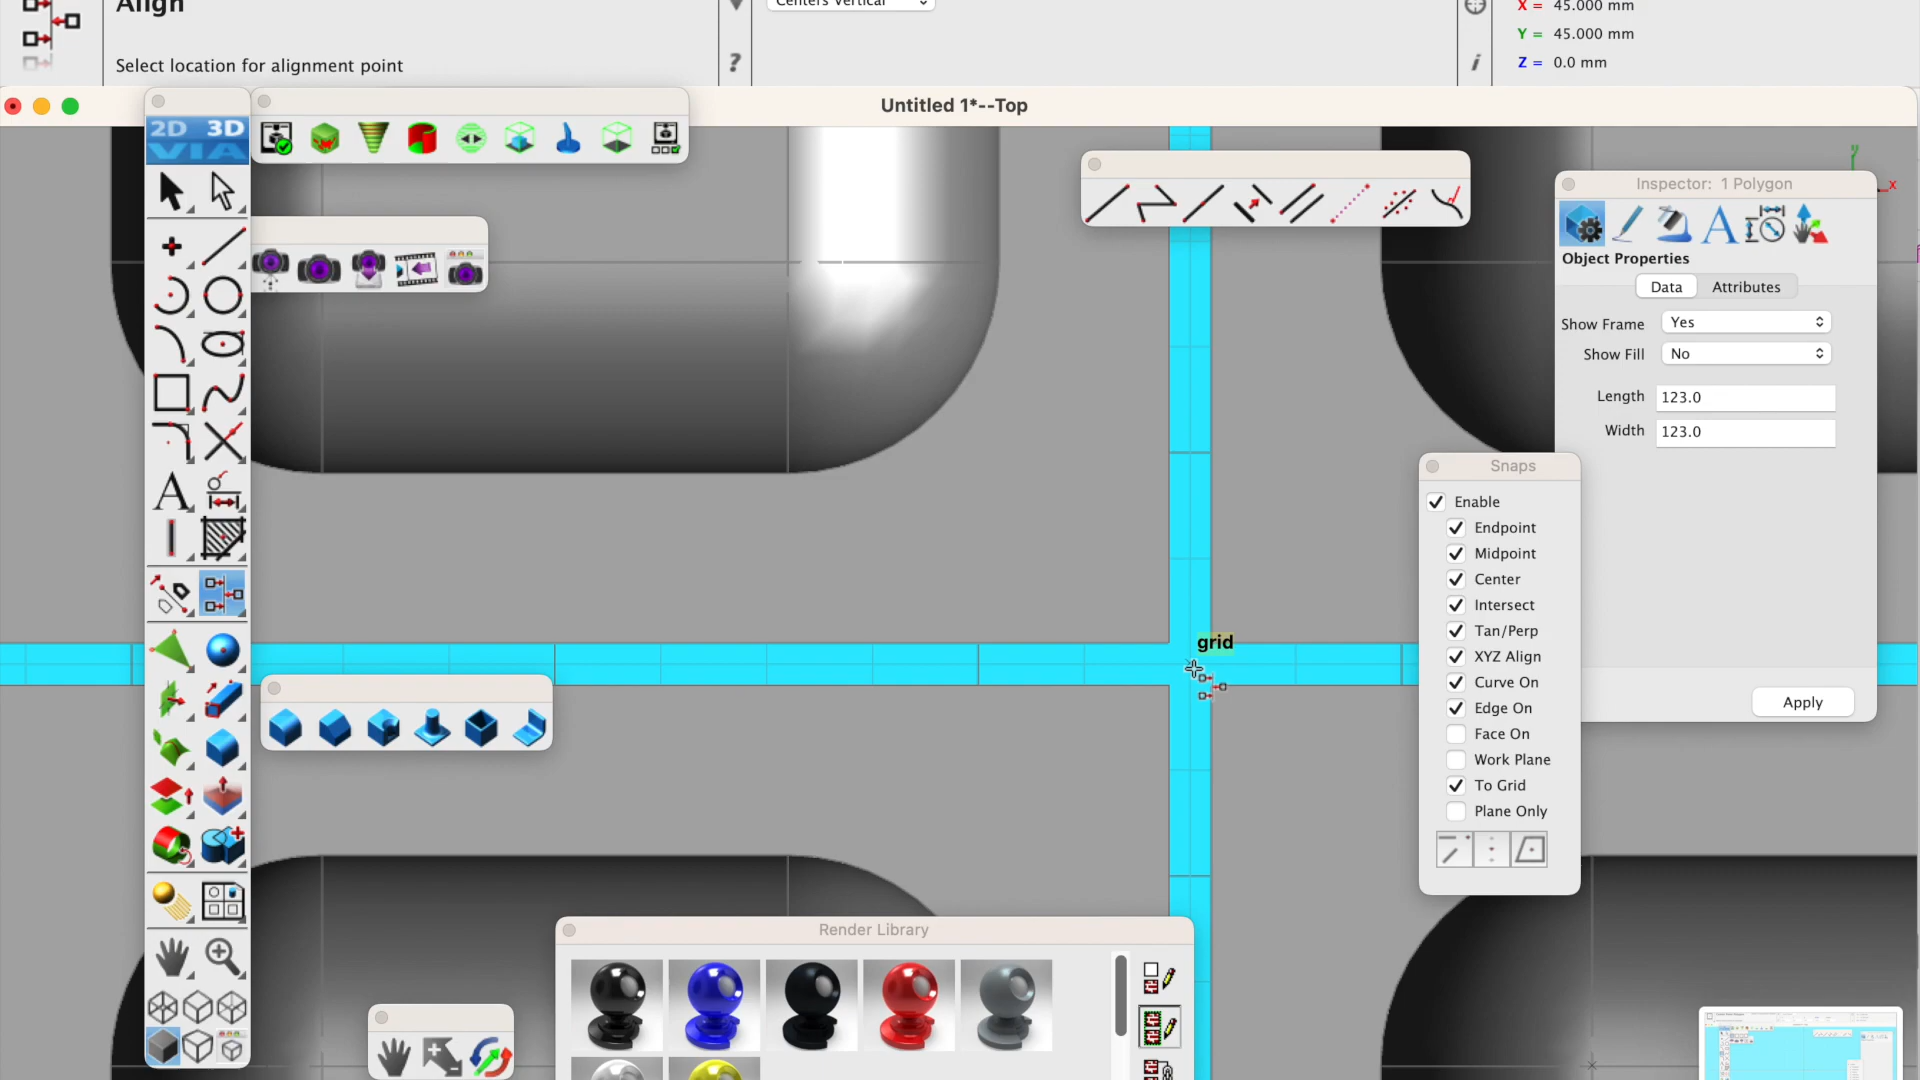 Align
Select location for alignment point
?
Centers Vertical
i
X = 45.000 mm
Y = 45.000 mm
Z = 0.0 mm
Untitled 1*--Top
2D 3D
VIA
A
y
x
Inspector: 1 Polygon
A
Object Properties
Data Attributes
Show Frame Yes
Show Fill No
Length 123.0
Width 123.0
Apply
Snaps
Enable
Endpoint
Midpoint
Center
Intersect
Tan/Perp
XYZ Align
Curve On
Edge On
Face On
Work Plane
To Grid
Plane Only
grid
Render Library